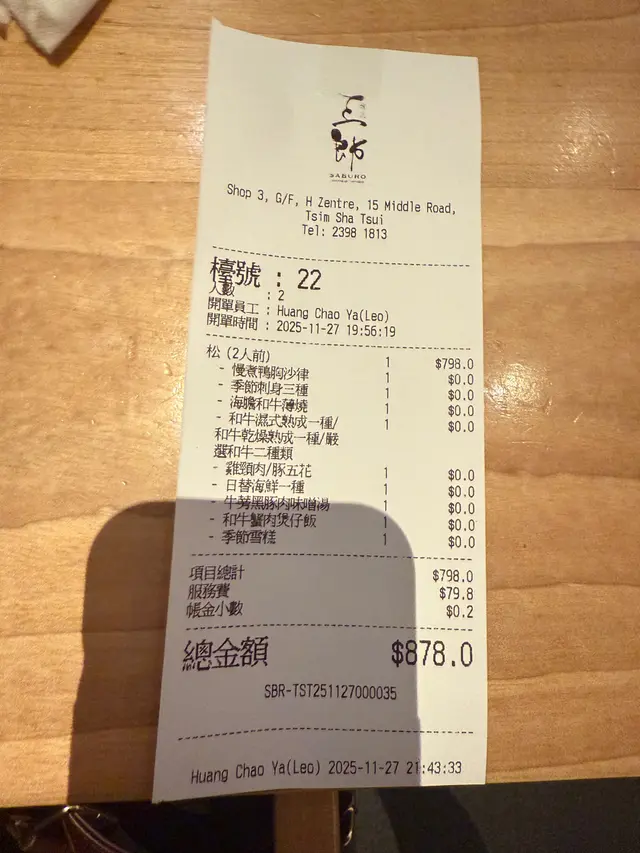 三郎
SABURO
Shop 3, G/F, H Zentre, 15 Middle Road,
Tsim Sha Tsui
Tel: 2398 1813
檯號 : 22
人數 : 2
開單員工 : Huang Chao Ya(Leo)
開單時間 : 2025-11-27 19:56:19
松 (2人前) 1 $798.0
- 慢煮鴨胸沙律 1 $0.0
- 季節刺身三種 1 $0.0
- 海膽和牛薄燒 1 $0.0
- 和牛濕式熟成一種/ 1 $0.0
和牛乾燥熟成一種/嚴
選和牛二種類
- 雞頸肉/豚五花 1 $0.0
- 日替海鮮一種 1 $0.0
- 牛蒡黑豚肉味噌湯 1 $0.0
- 和牛蟹肉煲仔飯 1 $0.0
- 季節雪糕 1 $0.0
項目總計 $798.0
服務費 $79.8
帳金小數 $0.2
總金額 $878.0
SBR-TST251127000035
Huang Chao Ya(Leo) 2025-11-27 21:43:33